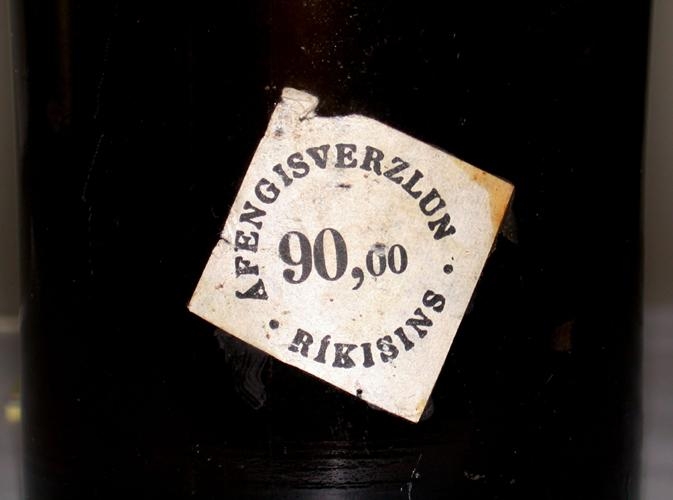 ÁFENGISVERZLUN
90,00
• RÍKISINS •